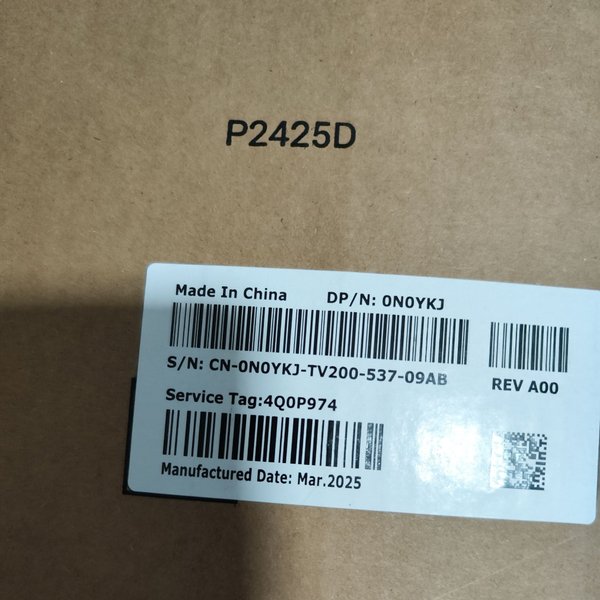 P2425D
Made In China DP/N: 0N0YKJ
S/N: CN-0N0YKJ-TV200-537-09AB
REV A00
Service Tag:4Q0P974
Manufactured Date: Mar.2025